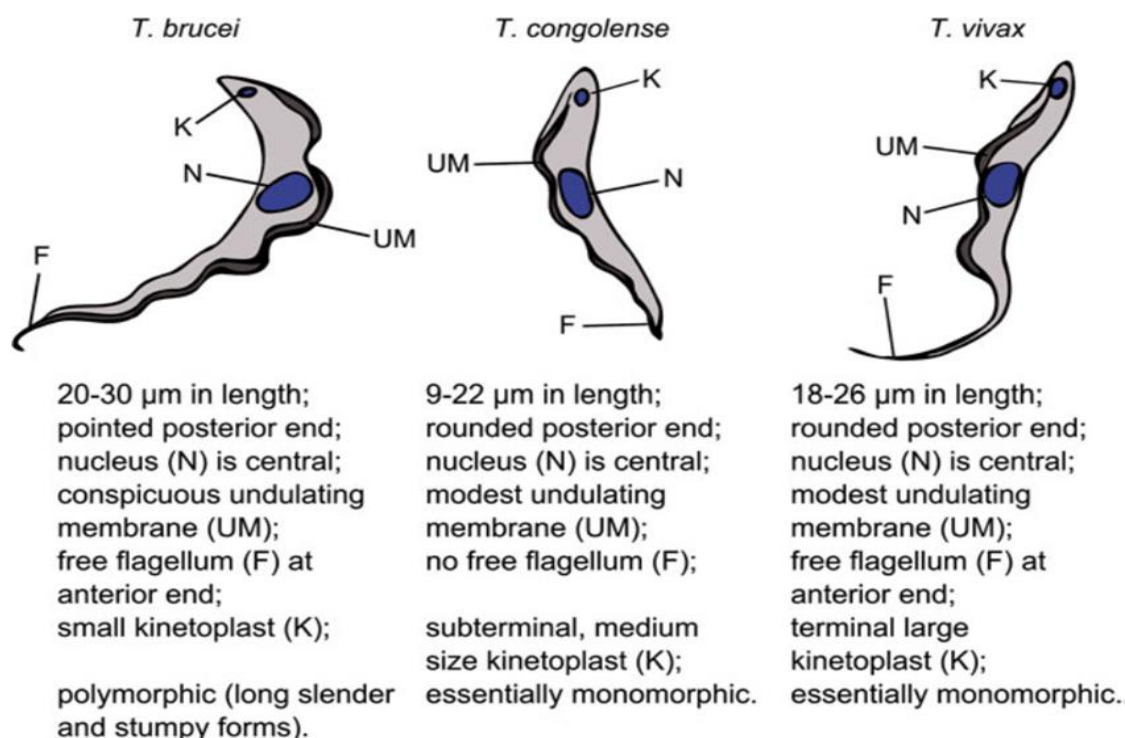 T. brucei
T. congolense
T. vivax
K
N
UM
F
K
UM
N
F
K
UM
N
F
20-30 µm in length;
pointed posterior end;
nucleus (N) is central;
conspicuous undulating
membrane (UM);
free flagellum (F) at
anterior end;
small kinetoplast (K);
polymorphic (long slender
and stumpy forms).
9-22 µm in length;
rounded posterior end;
nucleus (N) is central;
modest undulating
membrane (UM);
no free flagellum (F);
subterminal, medium
size kinetoplast (K);
essentially monomorphic.
18-26 µm in length;
rounded posterior end;
nucleus (N) is central;
modest undulating
membrane (UM);
free flagellum (F) at
anterior end;
terminal large
kinetoplast (K);
essentially monomorphic..